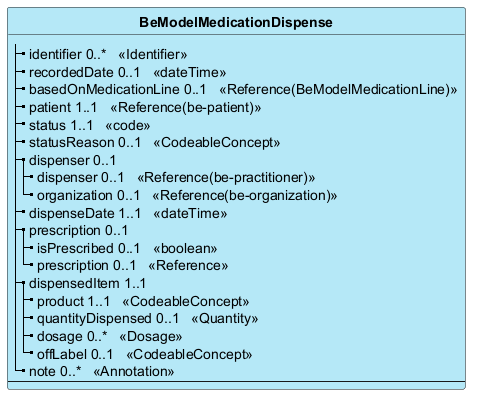 BeModelMedicationDispense
identifier 0..* «Identifier»
recordedDate 0..1 «dateTime»
basedOnMedicationLine 0..1 «Reference(BeModelMedicationLine)»
patient 1..1 «Reference(be-patient)»
status 1..1 «code»
statusReason 0..1 «CodeableConcept»
dispenser 0..1
dispenser 0..1 «Reference(be-practitioner)»
organization 0..1 «Reference(be-organization)»
dispenseDate 1..1 «dateTime»
prescription 0..1
isPrescribed 0..1 «boolean»
prescription 0..1 «Reference»
dispensedItem 1..1
product 1..1 «CodeableConcept»
quantityDispensed 0..1 «Quantity»
dosage 0..* «Dosage»
offLabel 0..1 «CodeableConcept»
note 0..* «Annotation»